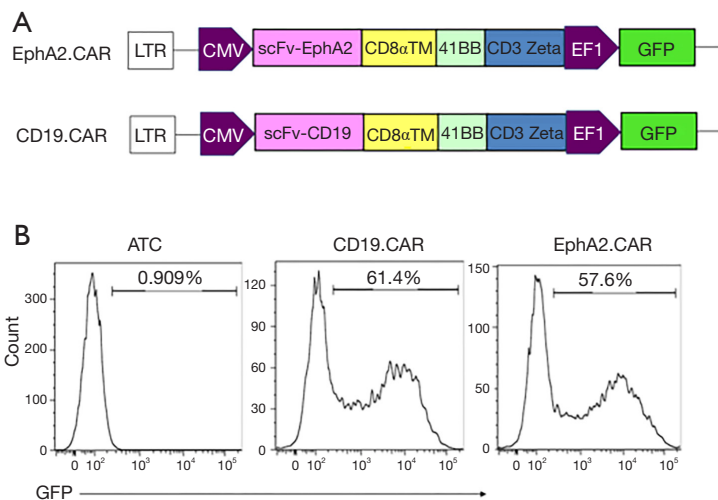 A
EphA2.CAR LTR CMV scFv-EphA2 CD8αTM 41BB CD3 Zeta EF1 GFP
CD19.CAR LTR CMV scFv-CD19 CD8αTM 41BB CD3 Zeta EF1 GFP
B
ATC CD19.CAR EphA2.CAR
0.909% 61.4% 57.6%
Count
300
200
100
0
0 10² 10³ 10⁴ 10⁵
120
90
60
30
0
0 10² 10³ 10⁴ 10⁵
150
100
50
0
0 10² 10³ 10⁴ 10⁵
GFP